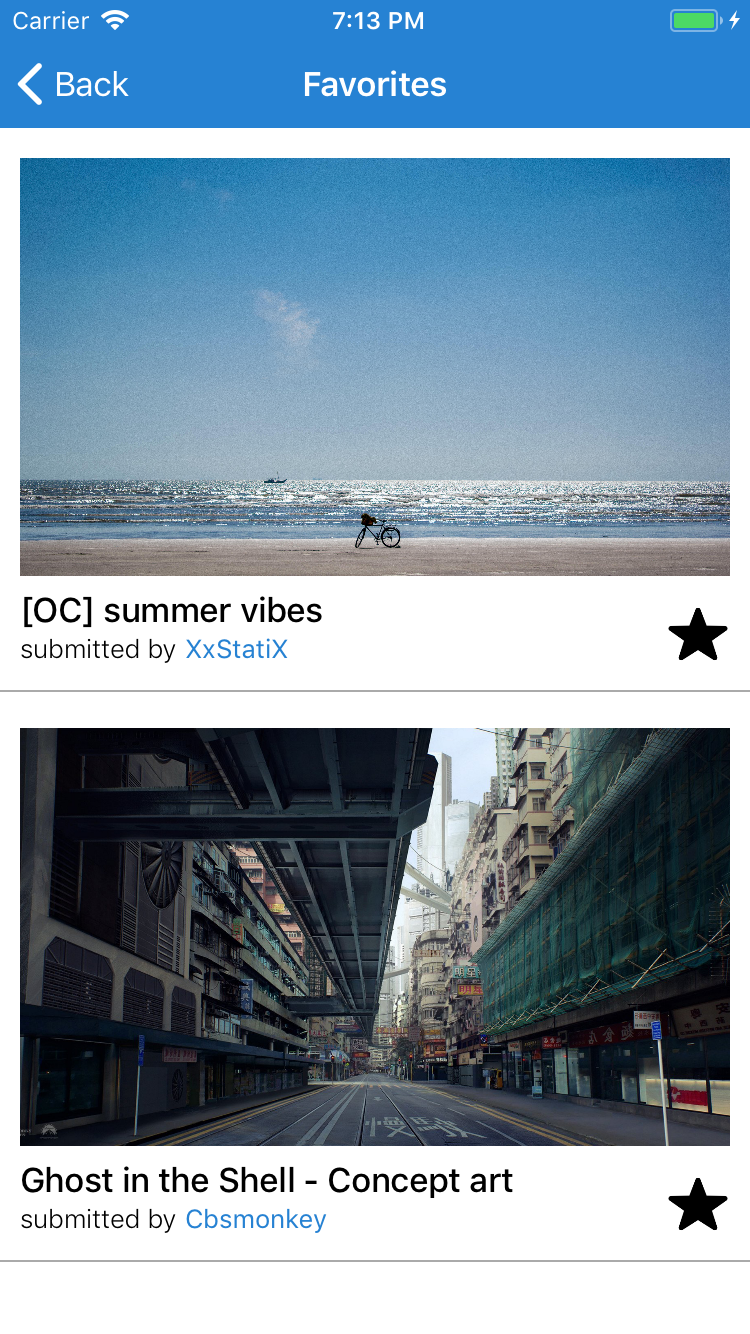 Carrier 7:13 PM
Back Favorites
[OC] summer vibes
submitted by XxStatiX
Ghost in the Shell - Concept art
submitted by Cbsmonkey